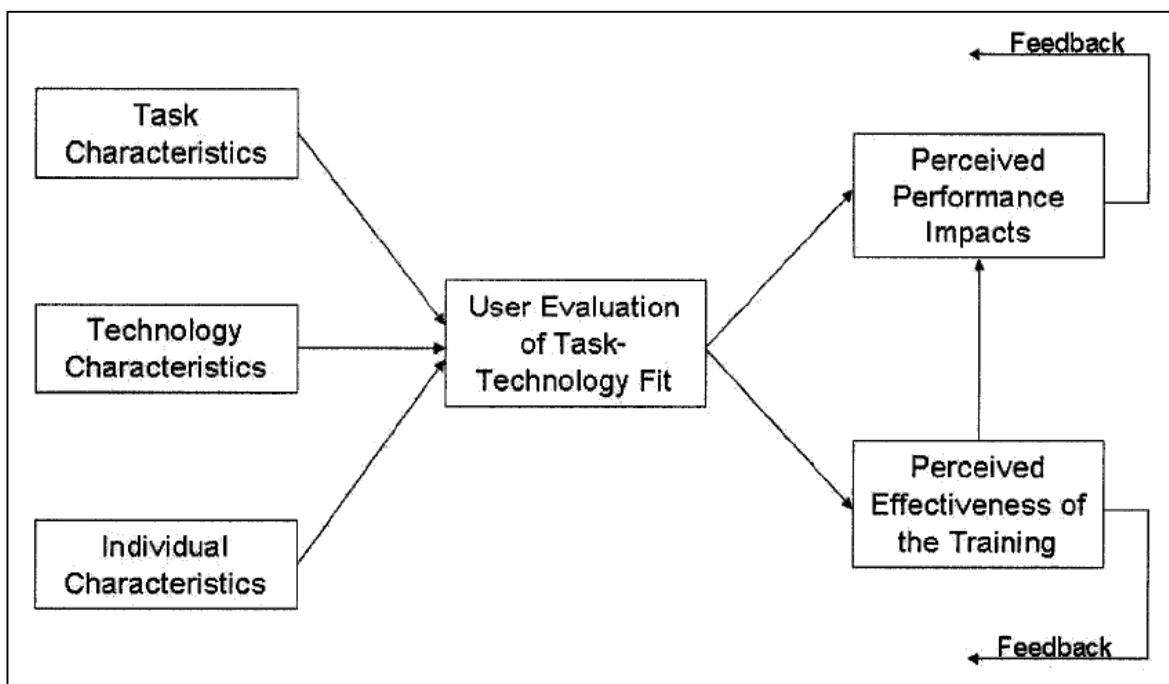 Feedback
Task
Characteristics
Perceived
Performance
Impacts
User Evaluation
of Task-
Technology Fit
Technology
Characteristics
Perceived
Effectiveness of
the Training
Individual
Characteristics
Feedback